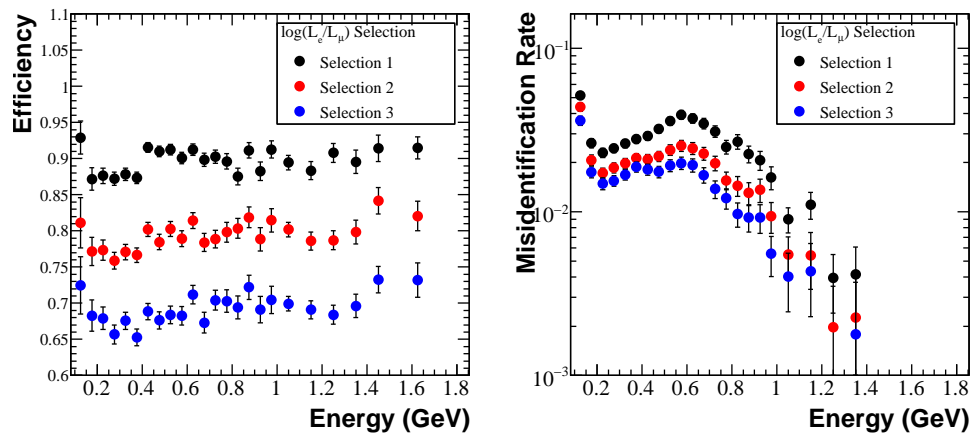 Efficiency
1.1
1.05
1
0.95
0.9
0.85
0.8
0.75
0.7
0.65
0.6
0.2 0.4 0.6 0.8 1 1.2 1.4 1.6 1.8
Energy (GeV)
log(L_e/L_μ) Selection
Selection 1
Selection 2
Selection 3
Misidentification Rate
10⁻¹
10⁻²
10⁻³
0.2 0.4 0.6 0.8 1 1.2 1.4 1.6 1.8
Energy (GeV)
log(L_e/L_μ) Selection
Selection 1
Selection 2
Selection 3